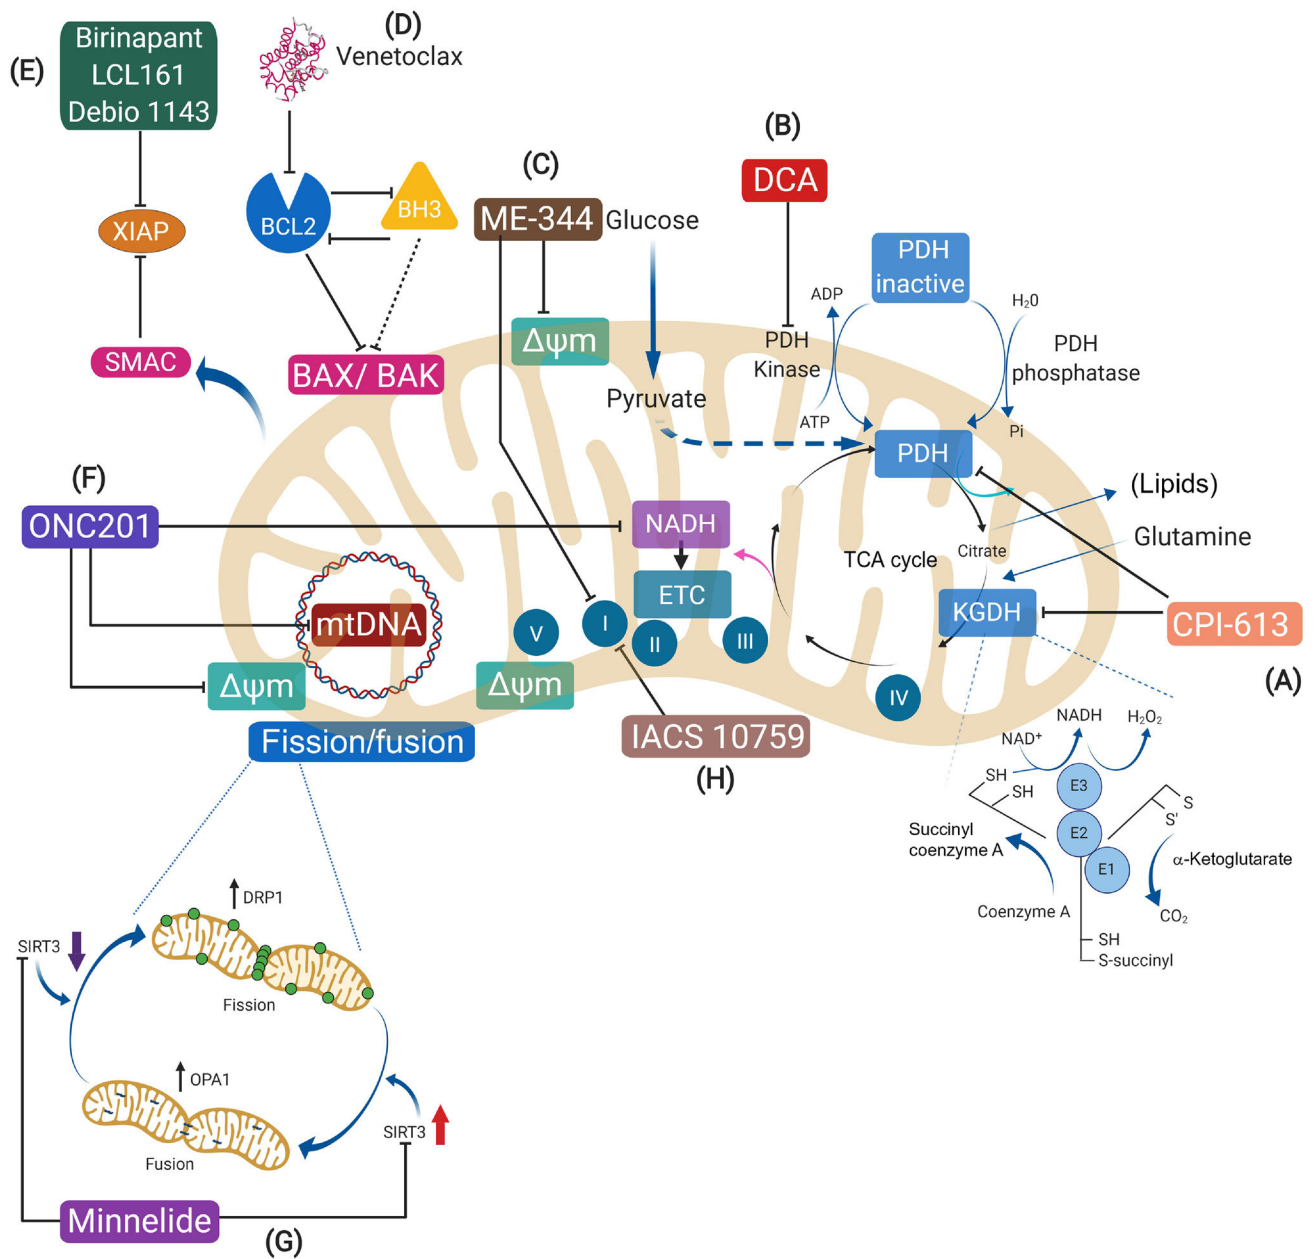 (E)
Birinapant
LCL161
Debio 1143
XIAP
SMAC
(D)
Venetoclax
BCL2
BH3
BAX/ BAK
(C)
ME-344
Δψm
Glucose
Pyruvate
(B)
DCA
PDH
Kinase
ADP
ATP
PDH
inactive
H₂0
PDH
phosphatase
Pi
PDH
(Lipids)
Glutamine
Citrate
TCA cycle
KGDH
CPI-613
(A)
(F)
ONC201
mtDNA
Δψm
NADH
ETC
V
I
II
III
IV
Δψm
IACS 10759
(H)
Fission/fusion
NAD⁺
NADH
H₂O₂
SH
SH
E3
E2
E1
S
S'
Succinyl
coenzyme A
Coenzyme A
α-Ketoglutarate
CO₂
SH
S-succinyl
DRP1
SIRT3
Fission
OPA1
SIRT3
Fusion
Minnelide
(G)